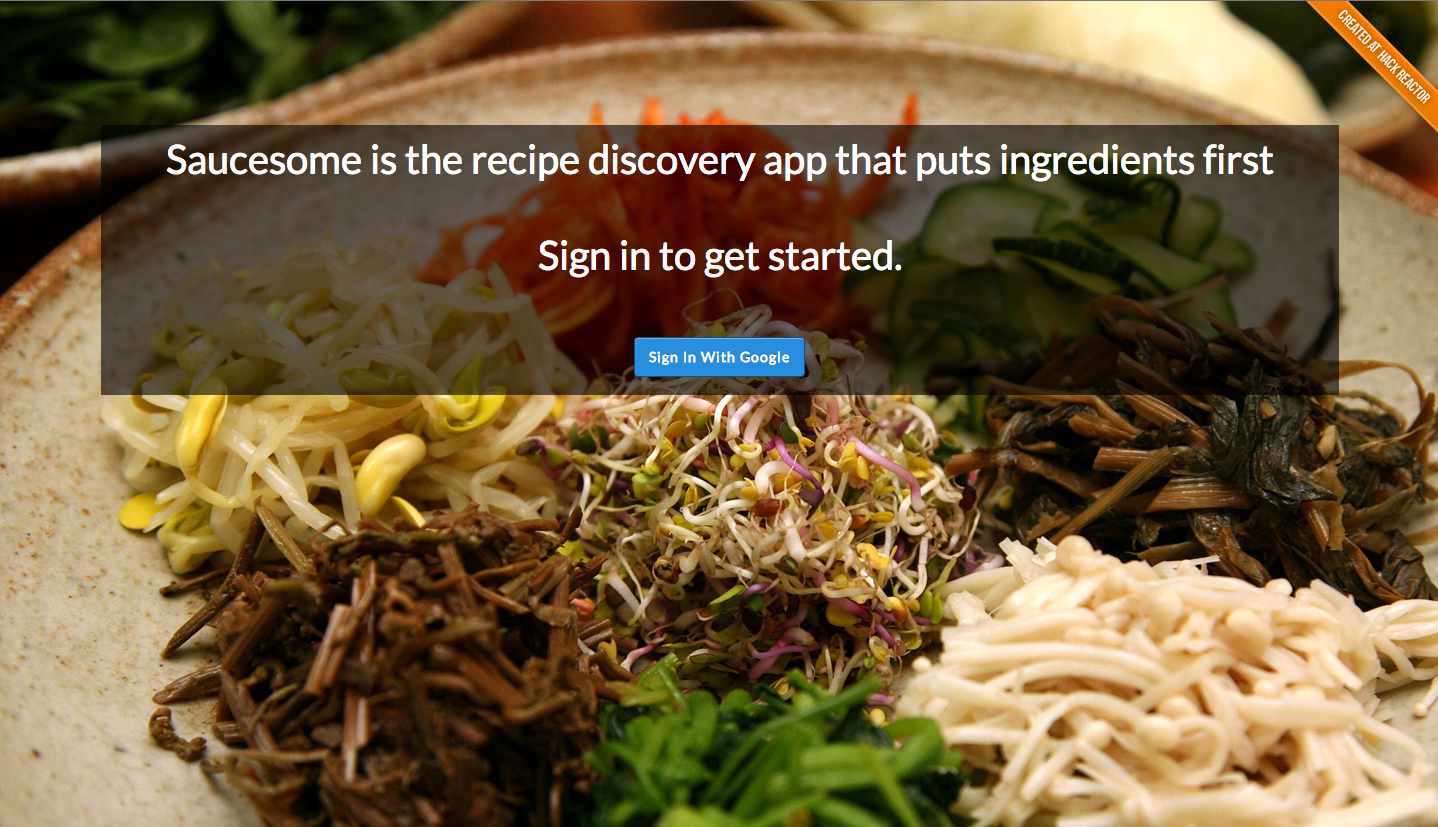 CREATED AT HACK REACTOR
Saucesome is the recipe discovery app that puts ingredients first
Sign in to get started.
Sign In With Google